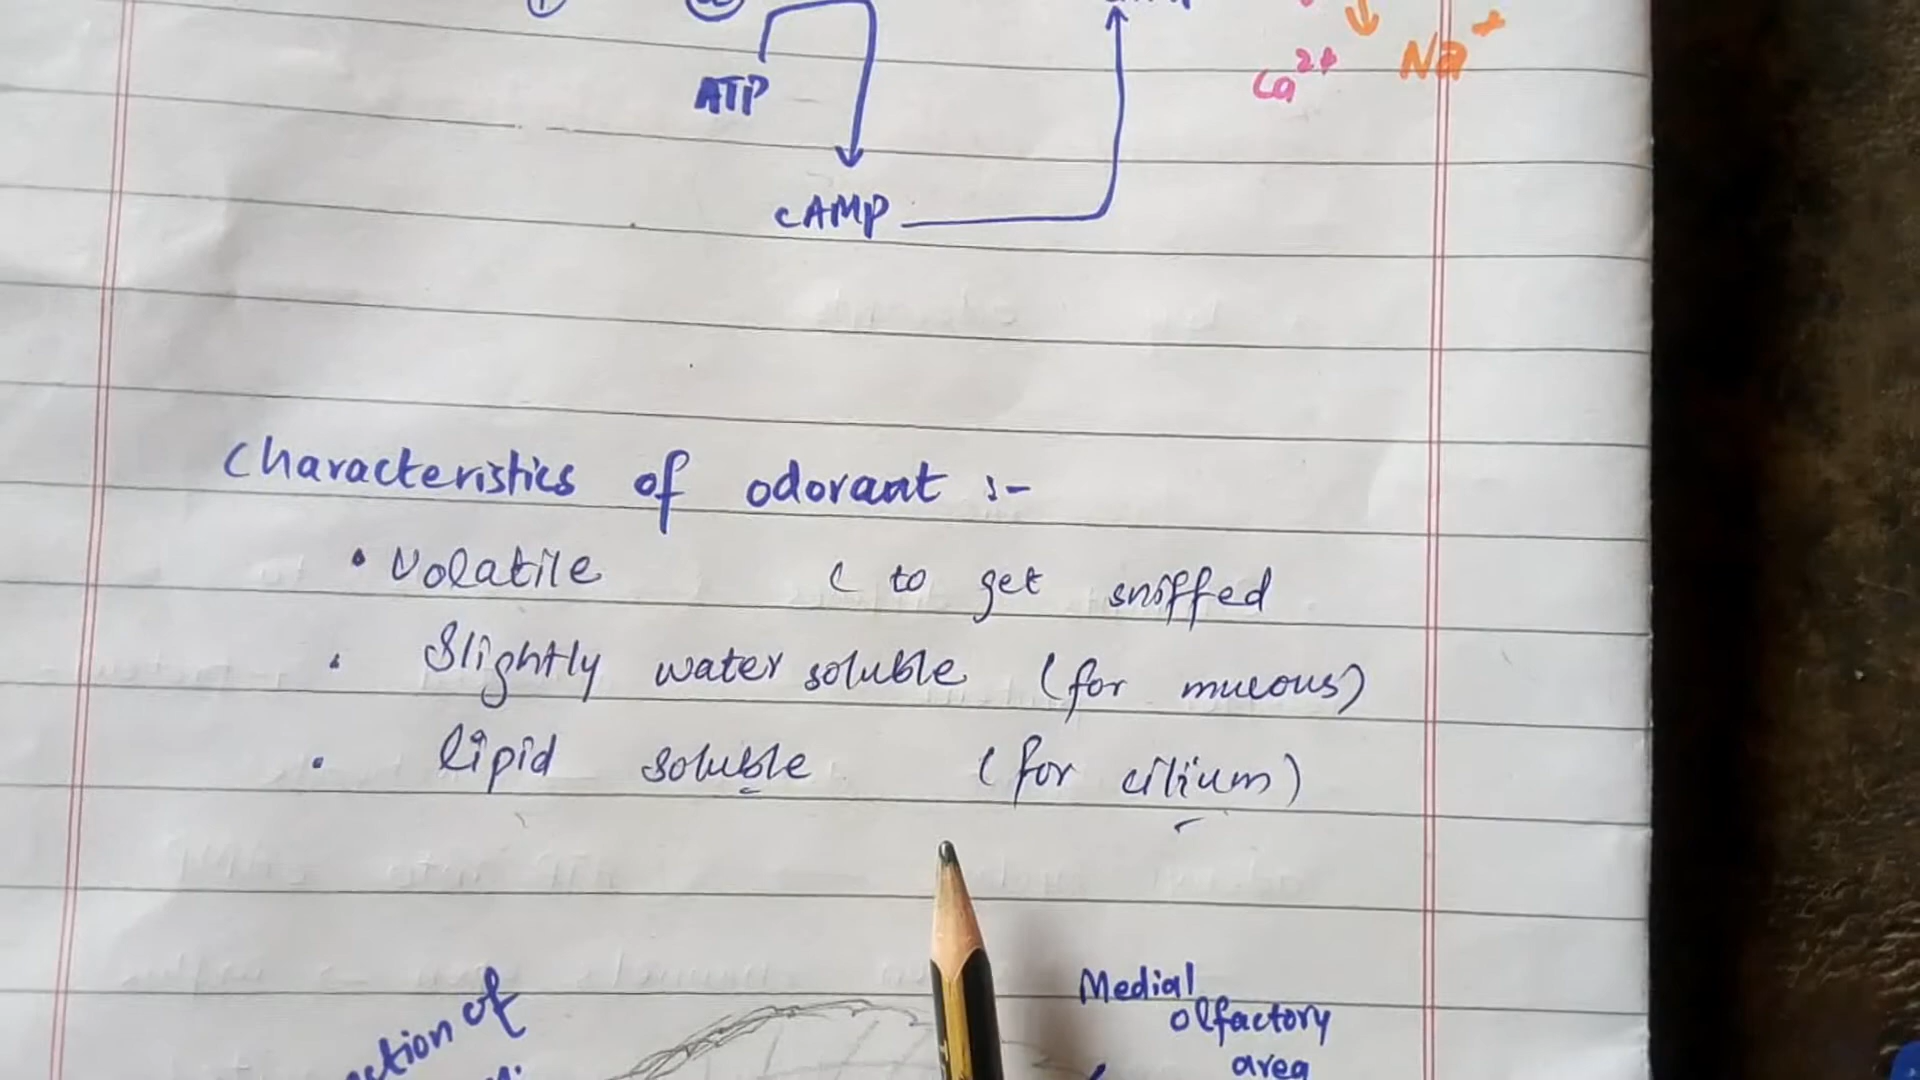 Ca²⁺ Na⁺
ATP
cAMP
Characteristics of odorant :-
• Volatile ( to get sniffed
• Slightly water soluble (for mucous)
• lipid soluble (for cilium)
Medial
olfactory
area
of